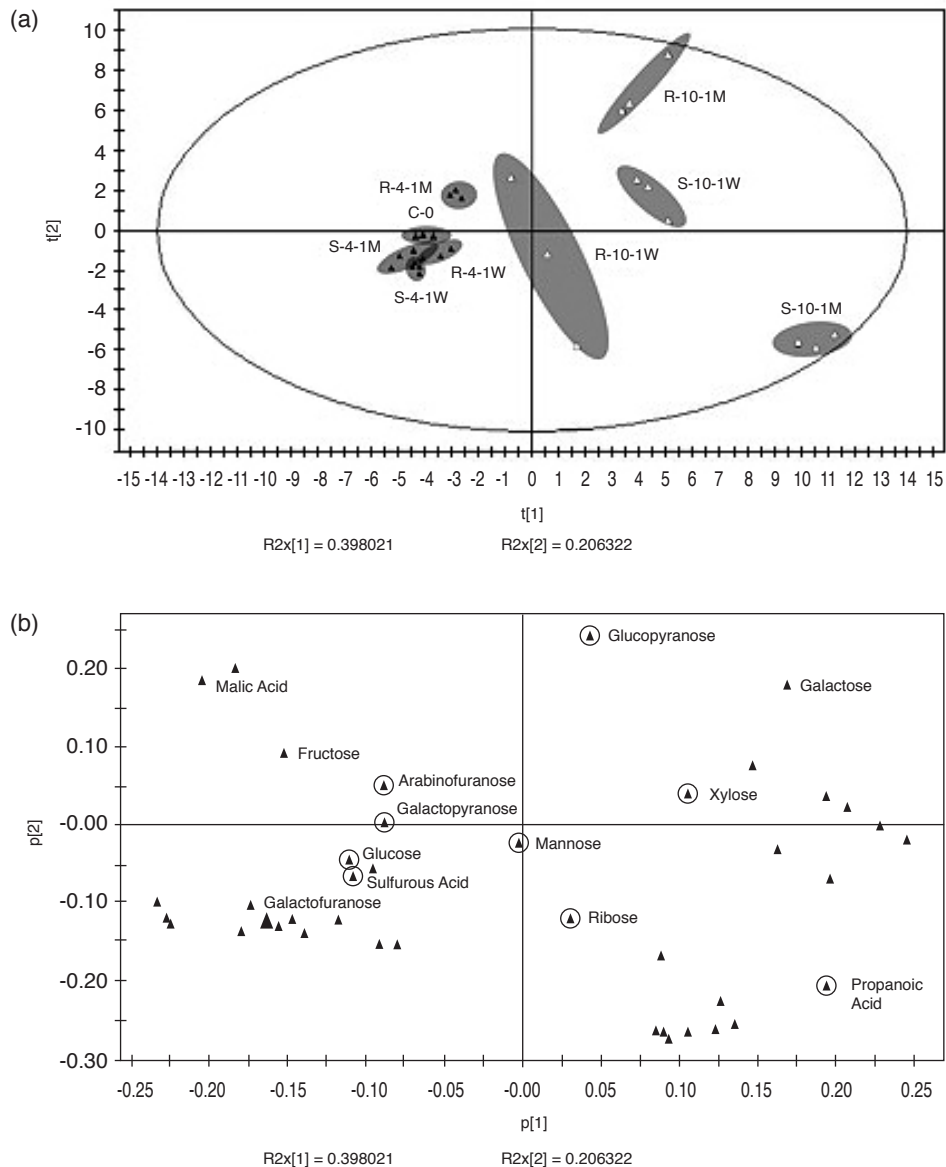 (a)
10
8
6
4
2
0
-2
-4
-6
-8
-10
t[2]
R-10-1M
R-4-1M
S-10-1W
C-0
S-4-1M
R-4-1W
R-10-1W
S-4-1W
S-10-1M
-15 -14 -13 -12 -11 -10 -9 -8 -7 -6 -5 -4 -3 -2 -1 0 1 2 3 4 5 6 7 8 9 10 11 12 13 14 15
t[1]
R2x[1] = 0.398021 R2x[2] = 0.206322
(b)
0.20
0.10
-0.00
-0.10
-0.20
-0.30
p[2]
Glucopyranose
Malic Acid
Galactose
Fructose
Arabinofuranose
Xylose
Galactopyranose
Mannose
Glucose
Sulfurous Acid
Galactofuranose
Ribose
Propanoic
Acid
-0.25 -0.20 -0.15 -0.10 -0.05 -0.00 0.05 0.10 0.15 0.20 0.25
p[1]
R2x[1] = 0.398021 R2x[2] = 0.206322